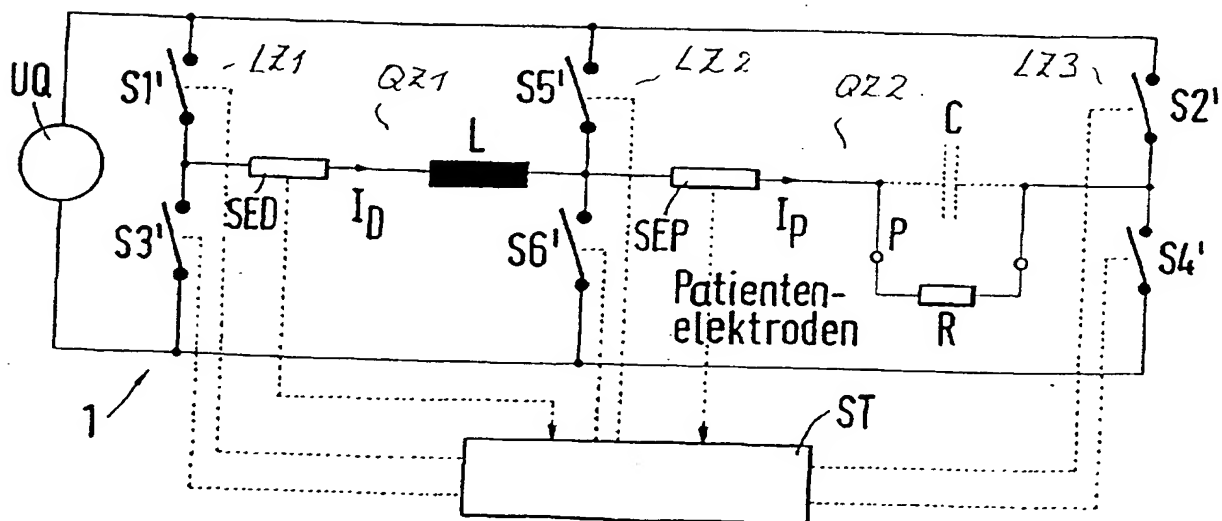 LZ1
LZ2
LZ3
UQ
S1'
QZ1
S5'
QZ2
S2'
L
C
SED
I_D
SEP
I_P
P
S3'
S6'
S4'
Patienten-
elektroden
R
1
ST